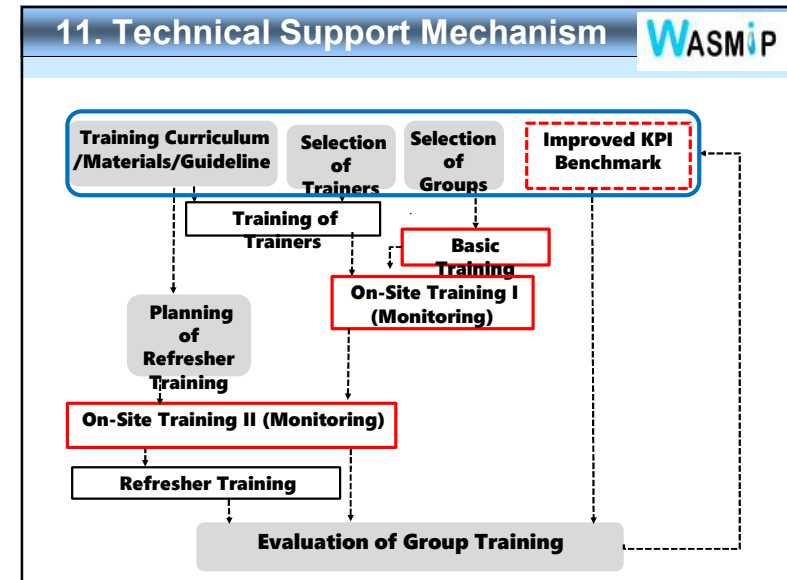 11. Technical Support Mechanism
WASMIP
Training Curriculum
/Materials/Guideline
Selection
of
Trainers
Selection
of
Groups
Improved KPI
Benchmark
Training of
Trainers
Basic
Training
On-Site Training I
(Monitoring)
Planning
of
Refresher
Training
On-Site Training II (Monitoring)
Refresher Training
Evaluation of Group Training